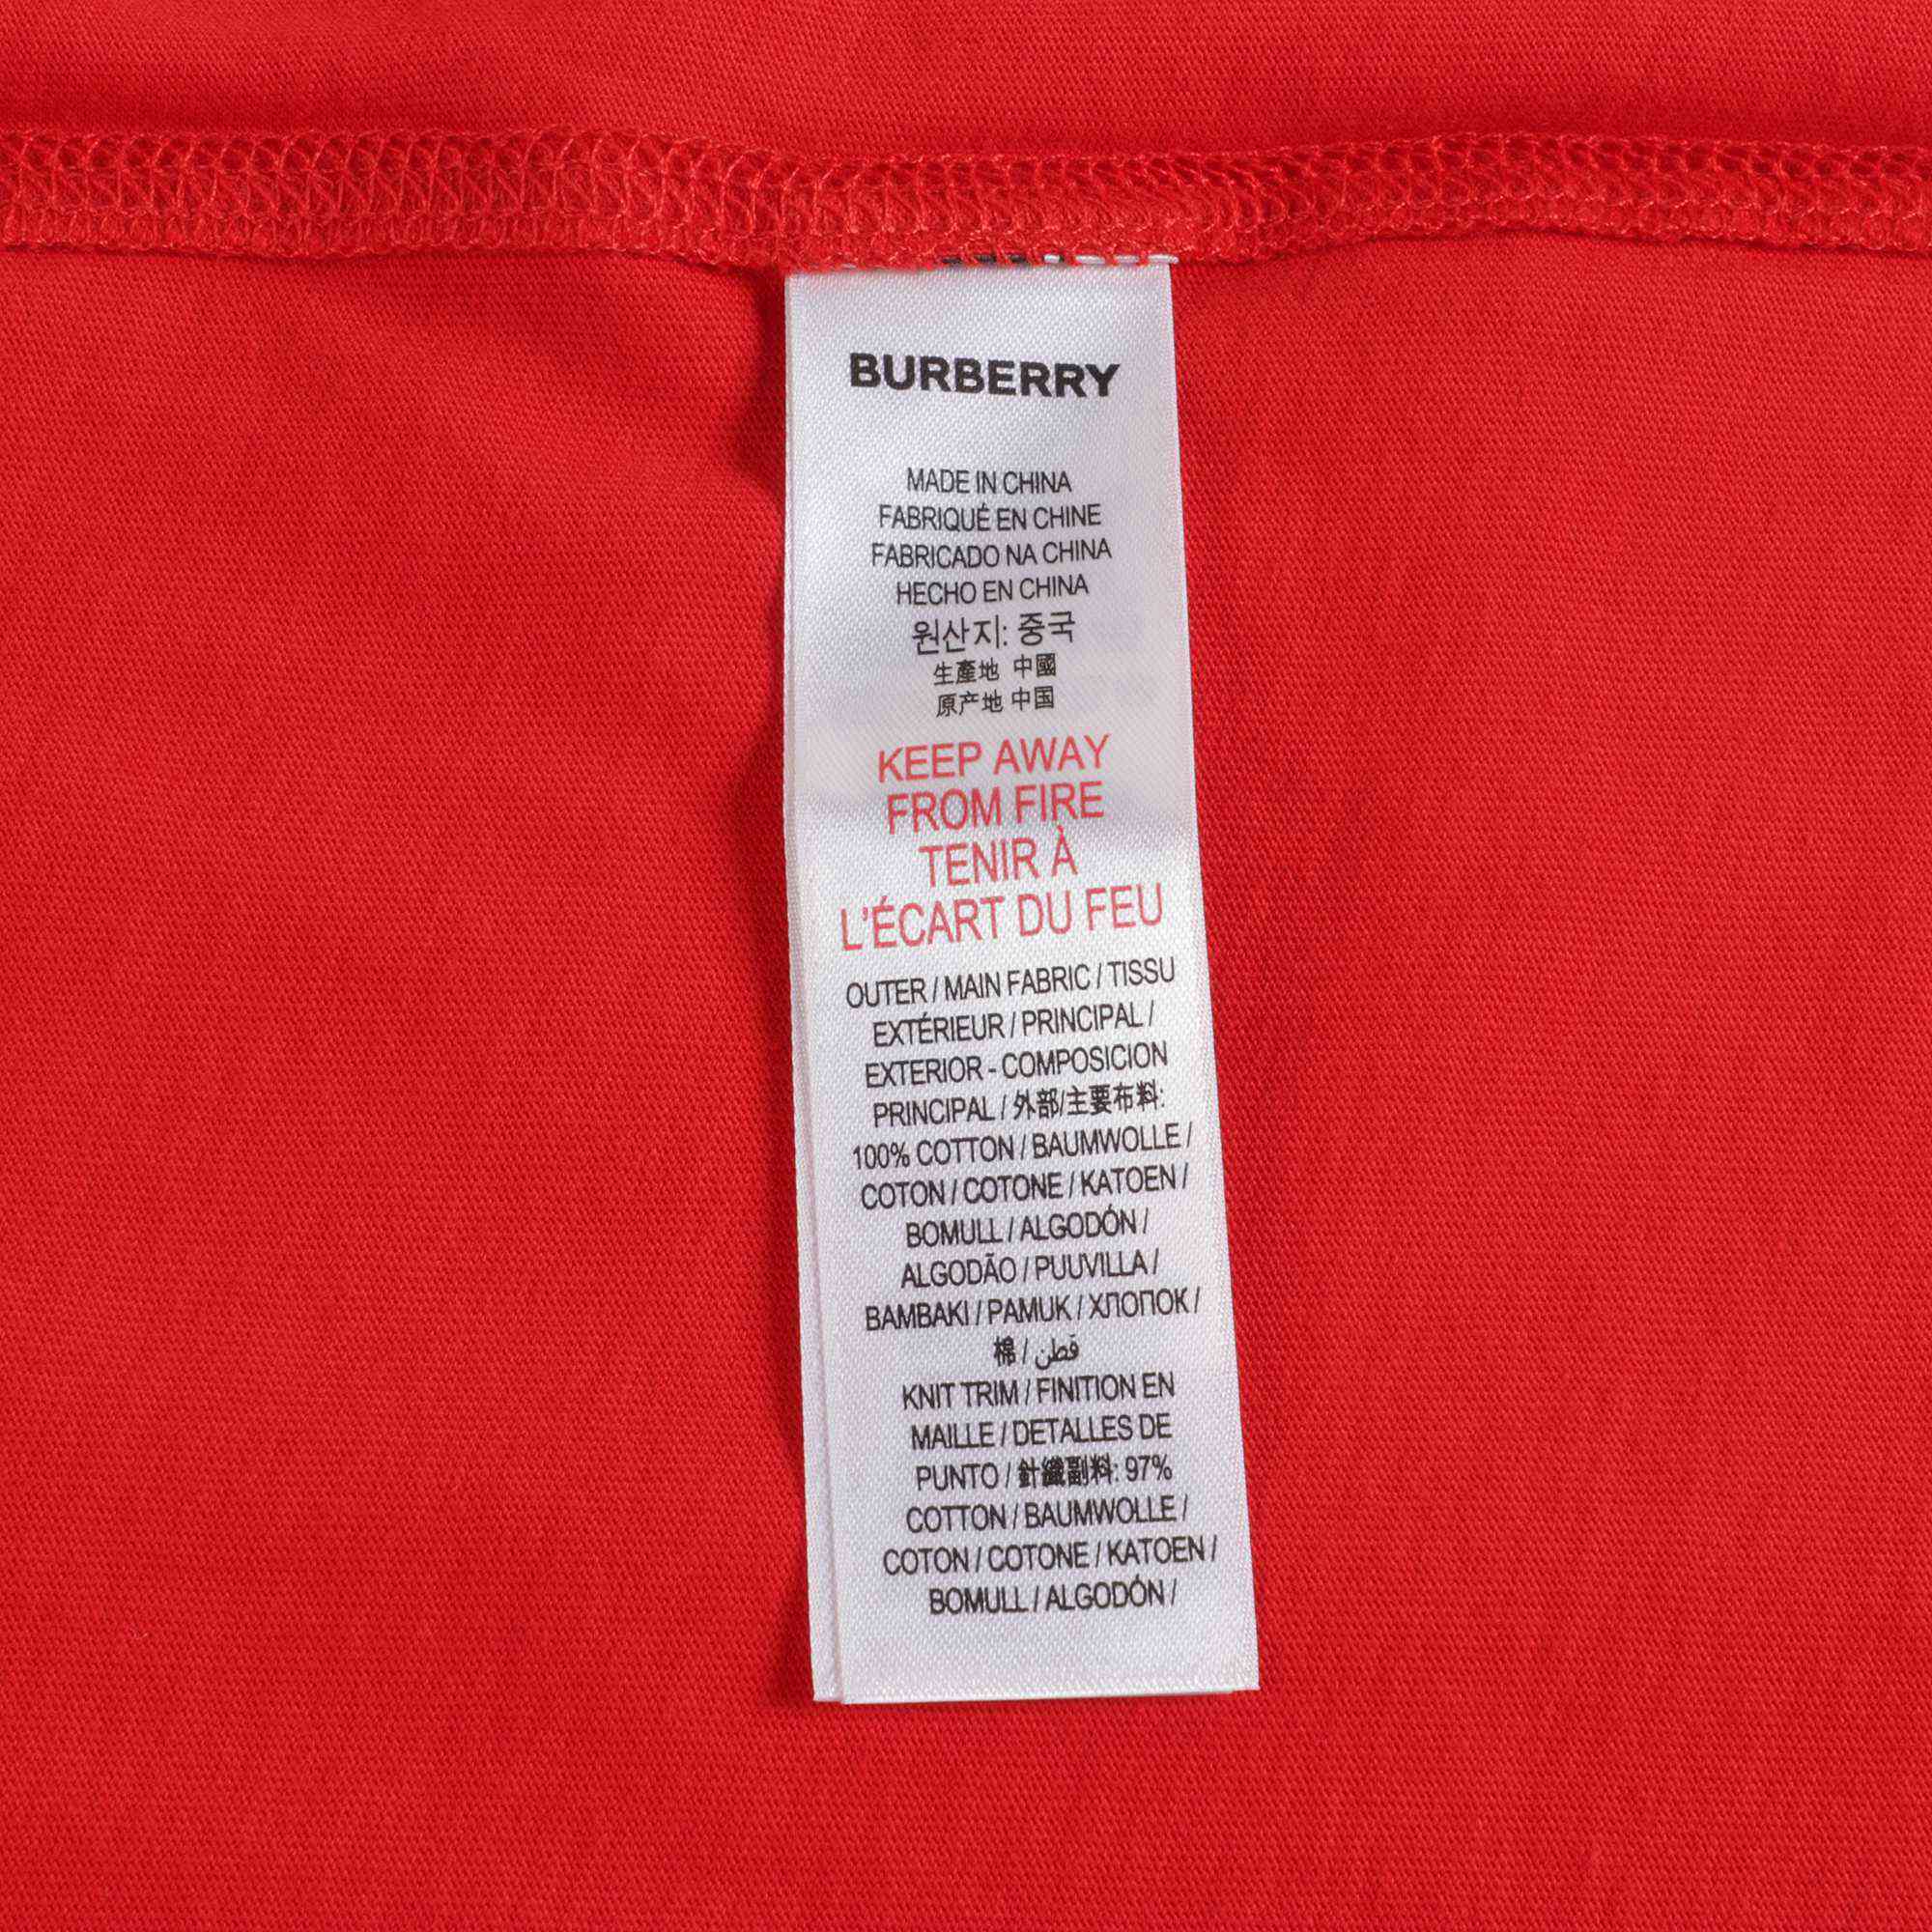 BURBERRY
MADE IN CHINA
FABRIQUÉ EN CHINE
FABRICADO NA CHINA
HECHO EN CHINA
원산지: 중국
生產地 中國
原产地 中国
KEEP AWAY
FROM FIRE
TENIR À
L'ÉCART DU FEU
OUTER / MAIN FABRIC / TISSU
EXTÉRIEUR / PRINCIPAL /
EXTERIOR - COMPOSICION
PRINCIPAL / 外部/主要布料:
100% COTTON / BAUMWOLLE /
COTON / COTONE / KATOEN /
BOMULL / ALGODÓN /
ALGODÃO / PUUVILLA /
BAMBAKI / PAMUK / ХЛОПОК /
棉 / قطن
KNIT TRIM / FINITION EN
MAILLE / DETALLES DE
PUNTO / 針織副料: 97%
COTTON / BAUMWOLLE /
COTON / COTONE / KATOEN /
BOMULL / ALGODÓN /